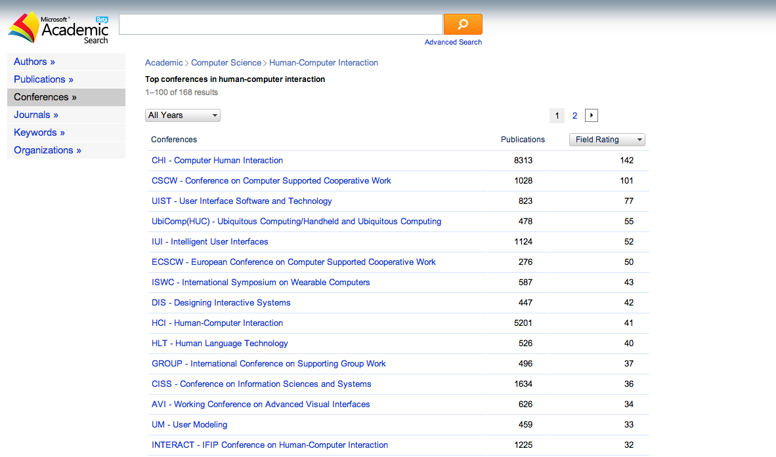 Microsoft® Beta
Academic
Search
Advanced Search
Authors »
Publications »
Conferences »
Journals »
Keywords »
Organizations »
Academic > Computer Science > Human-Computer Interaction
Top conferences in human-computer interaction
1–100 of 168 results
All Years
1 2
Conferences Publications Field Rating
CHI - Computer Human Interaction 8313 142
CSCW - Conference on Computer Supported Cooperative Work 1028 101
UIST - User Interface Software and Technology 823 77
UbiComp(HUC) - Ubiquitous Computing/Handheld and Ubiquitous Computing 478 55
IUI - Intelligent User Interfaces 1124 52
ECSCW - European Conference on Computer Supported Cooperative Work 276 50
ISWC - International Symposium on Wearable Computers 587 43
DIS - Designing Interactive Systems 447 42
HCI - Human-Computer Interaction 5201 41
HLT - Human Language Technology 526 40
GROUP - International Conference on Supporting Group Work 496 37
CISS - Conference on Information Sciences and Systems 1634 36
AVI - Working Conference on Advanced Visual Interfaces 626 34
UM - User Modeling 459 33
INTERACT - IFIP Conference on Human-Computer Interaction 1225 32